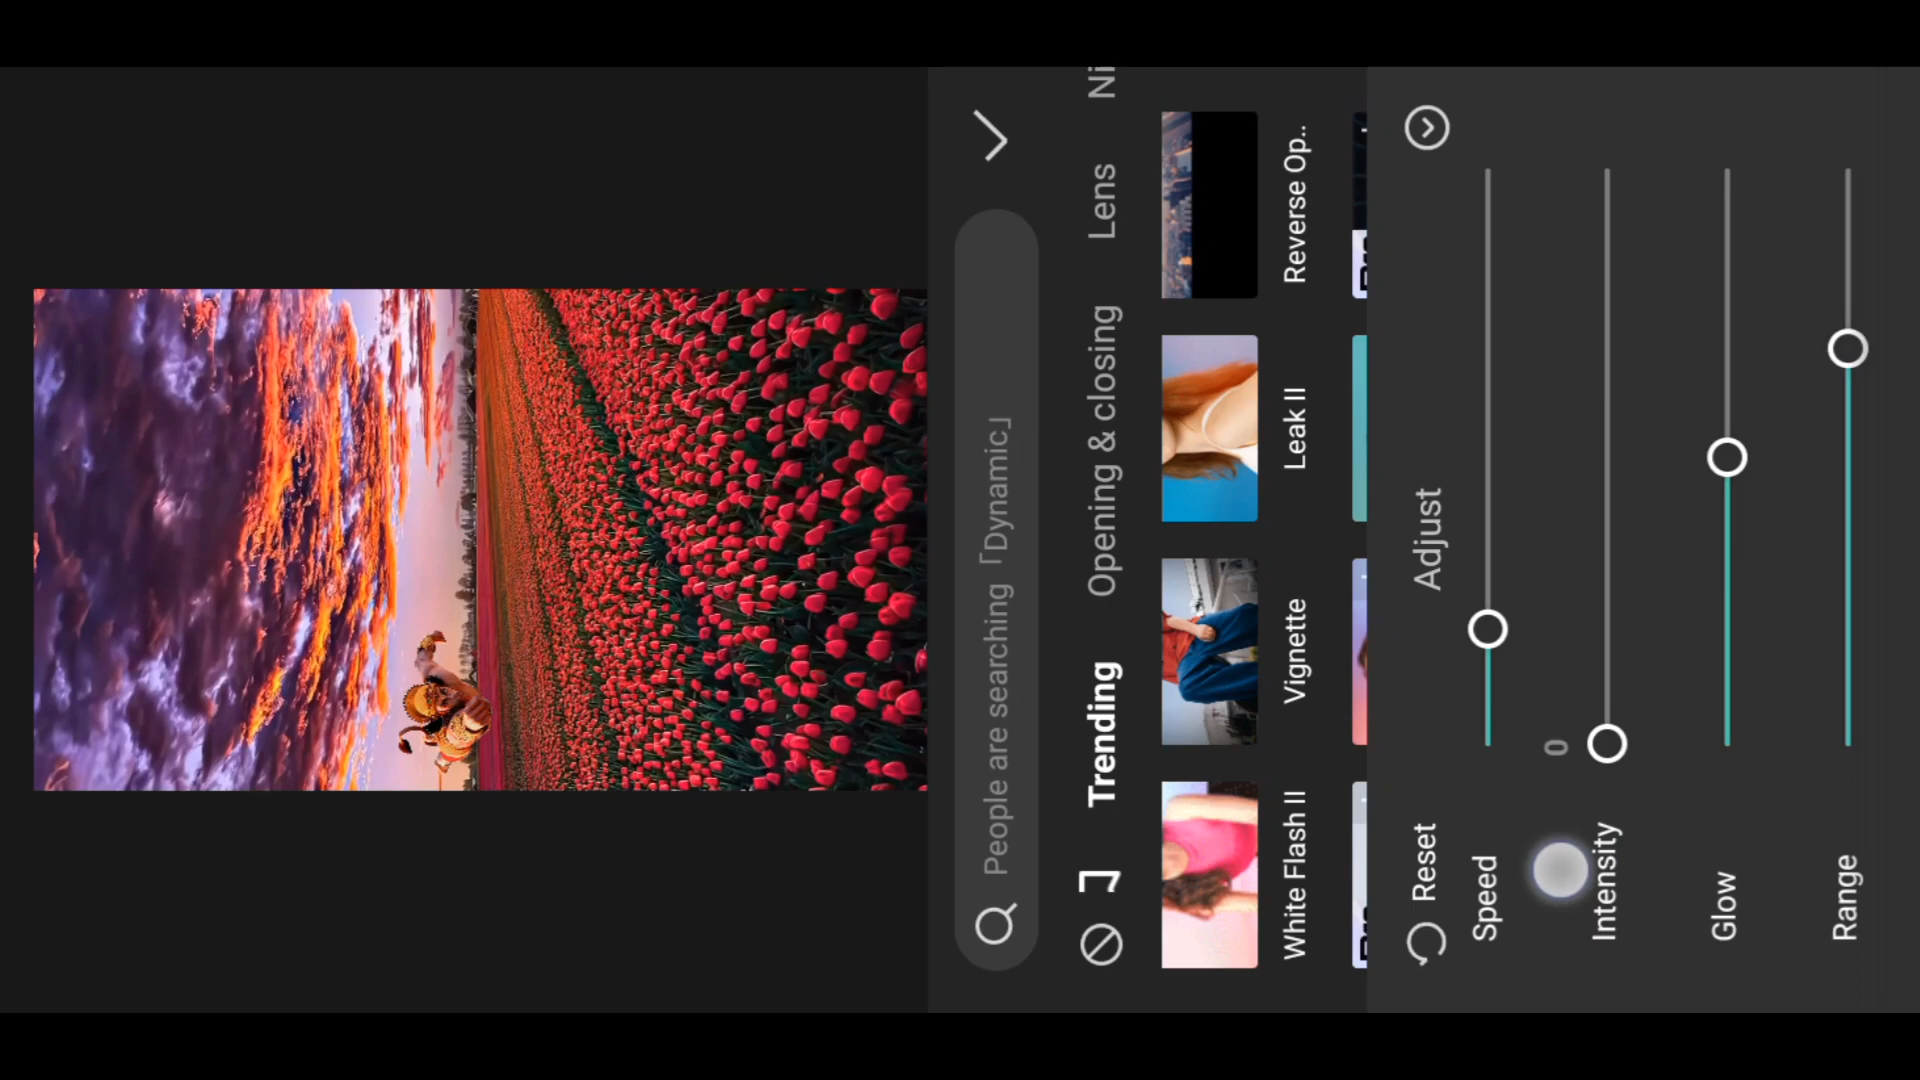 People are searching「Dynamic」
Trending
Opening & closing
Lens
Ni
White Flash II
Vignette
Leak II
Reverse Op..
Reset
Adjust
Speed
0
Intensity
Glow
Range